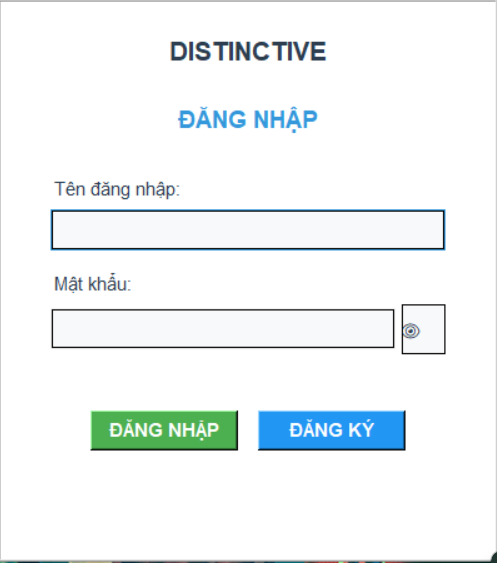 DISTINCTIVE
ĐĂNG NHẬP
Tên đăng nhập:
Mật khẩu:
ĐĂNG NHẬP
ĐĂNG KÝ